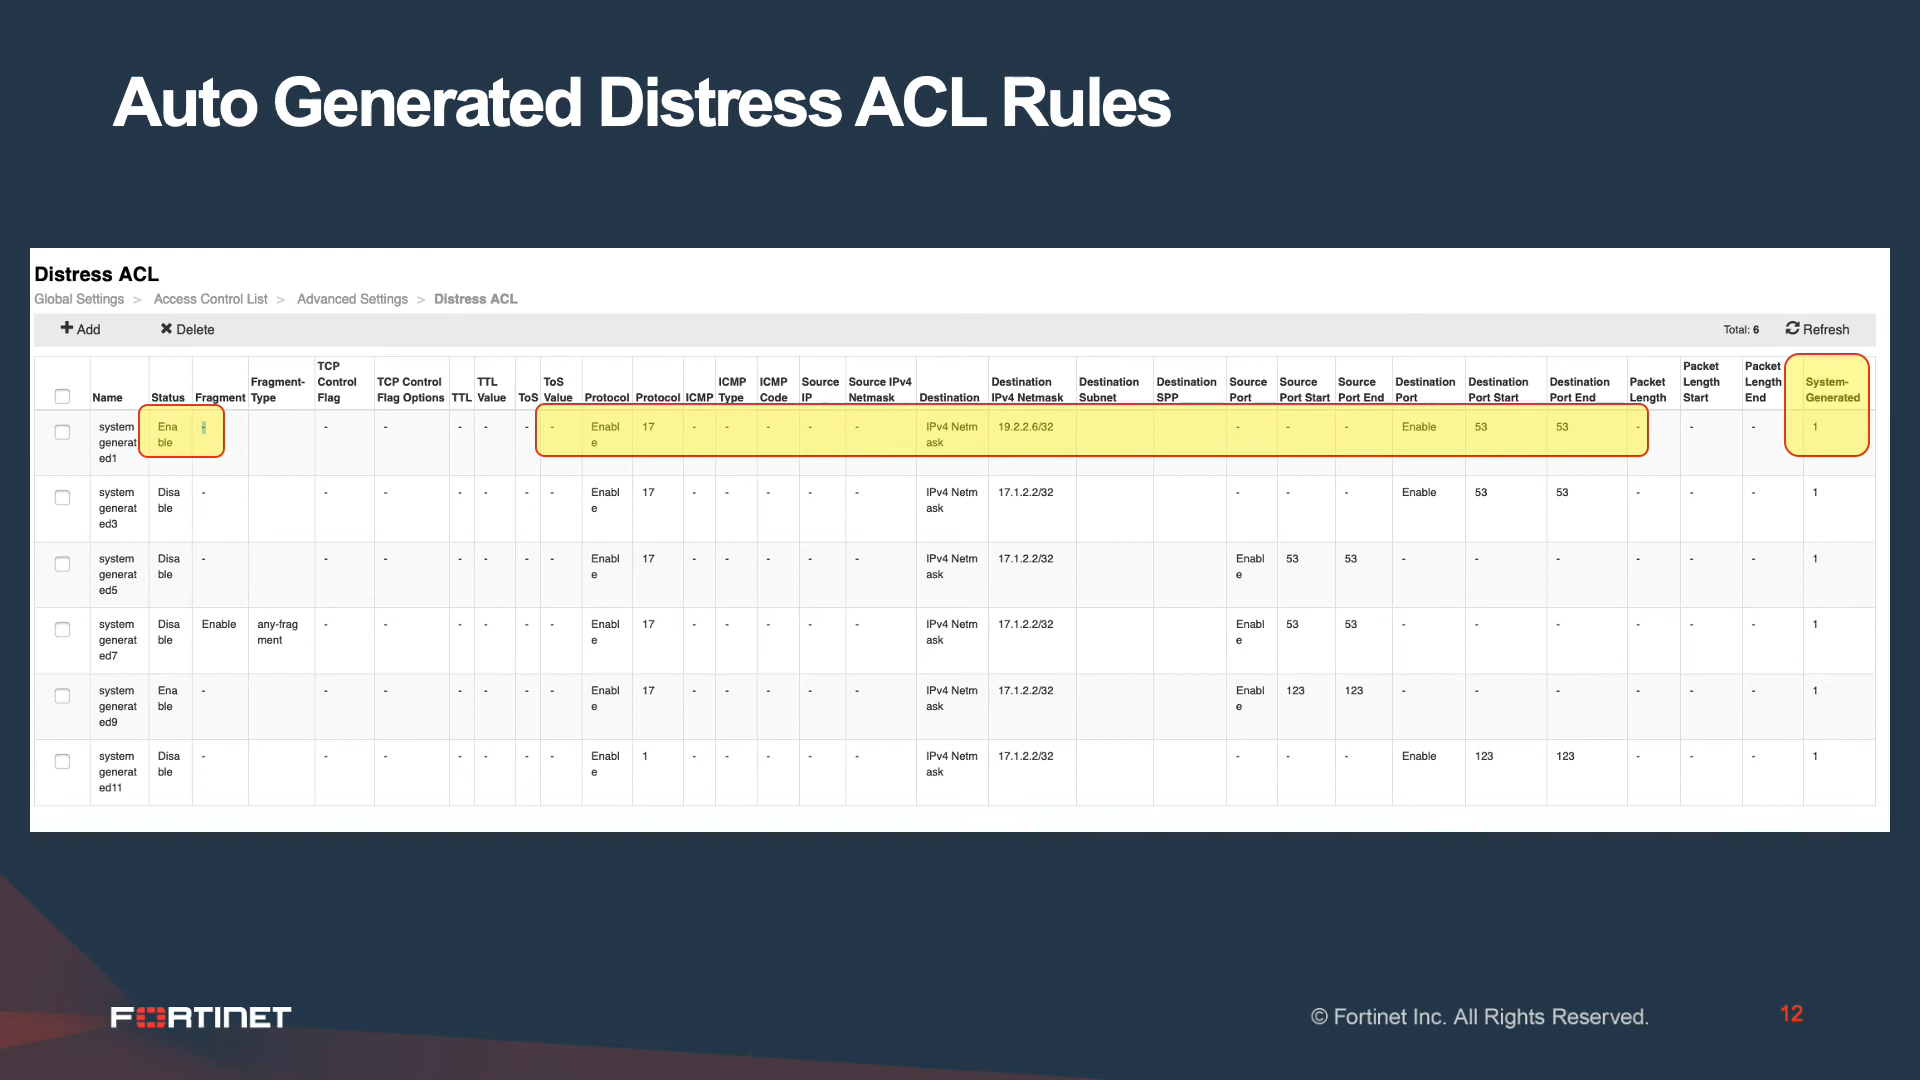 Auto Generated Distress ACL Rules
Distress ACL
Global Settings > Access Control List > Advanced Settings > Distress ACL
Add Delete Total: 6 Refresh
Name Status Fragment Fragment-Type TCP Control Flag TCP Control Flag Options TTL TTL Value ToS ToS Value Protocol Protocol ICMP ICMP Type ICMP Code Source IP Source IPv4 Netmask Destination Destination IPv4 Netmask Destination Subnet Destination SPP Source Port Source Port Start Source Port End Destination Port Destination Port Start Destination Port End Packet Length Packet Length Start Packet Length End System-Generated
system generated1 Enable - - - - - - - Enable 17 - - - - - IPv4 Netmask 19.2.2.6/32 - - - Enable 53 53 - - - 1
system generated3 Disable - - - - - - - Enable 17 - - - - - IPv4 Netmask 17.1.2.2/32 - - - Enable 53 53 - - - 1
system generated5 Disable - - - - - - - Enable 17 - - - - - IPv4 Netmask 17.1.2.2/32 Enable 53 53 - - - - - - 1
system generated7 Disable Enable any-fragment - - - - - - Enable 17 - - - - - IPv4 Netmask 17.1.2.2/32 Enable 53 53 - - - - - - 1
system generated9 Enable - - - - - - - Enable 17 - - - - - IPv4 Netmask 17.1.2.2/32 Enable 123 123 - - - - - - 1
system generated11 Disable - - - - - - - Enable 1 - - - - - IPv4 Netmask 17.1.2.2/32 - - - Enable 123 123 - - - 1
FORTINET
© Fortinet Inc. All Rights Reserved.
12